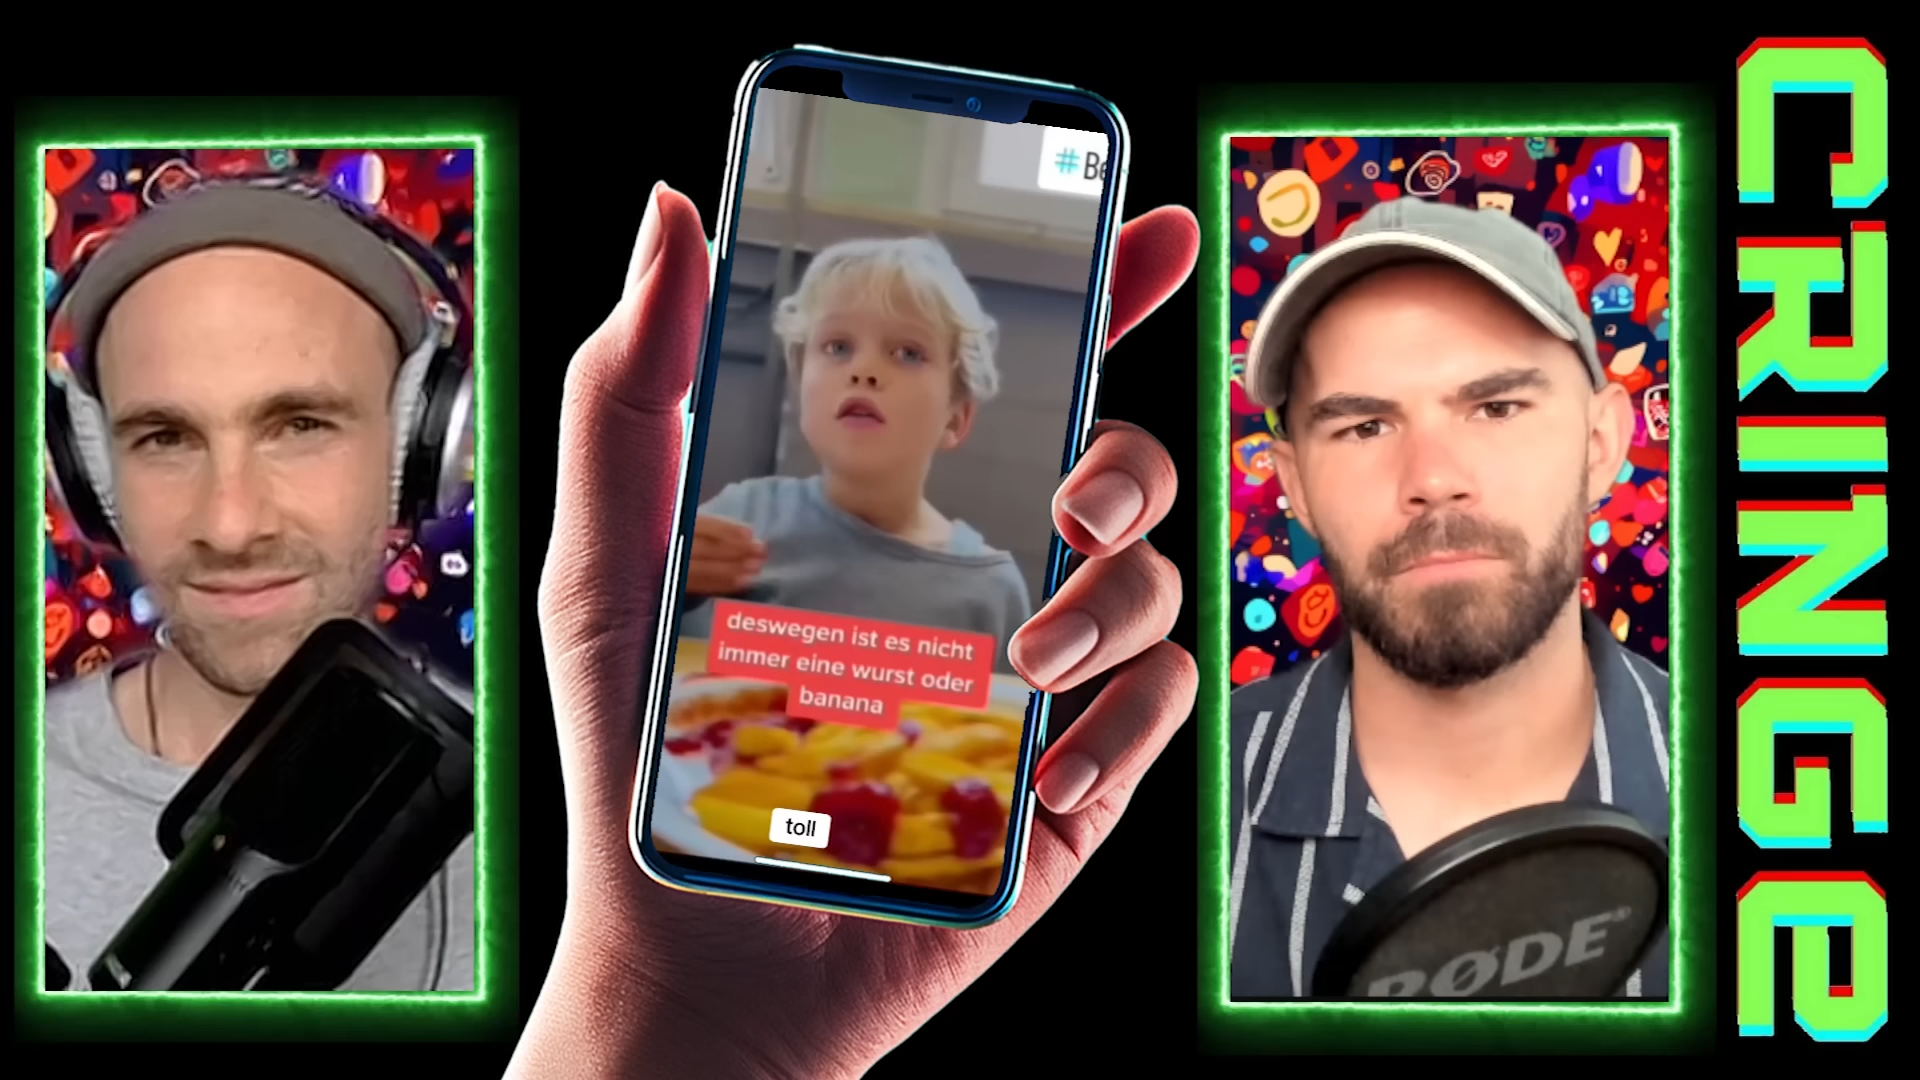 #Be
deswegen ist es nicht
immer eine wurst oder
banana
toll
RØDE
CRINGE